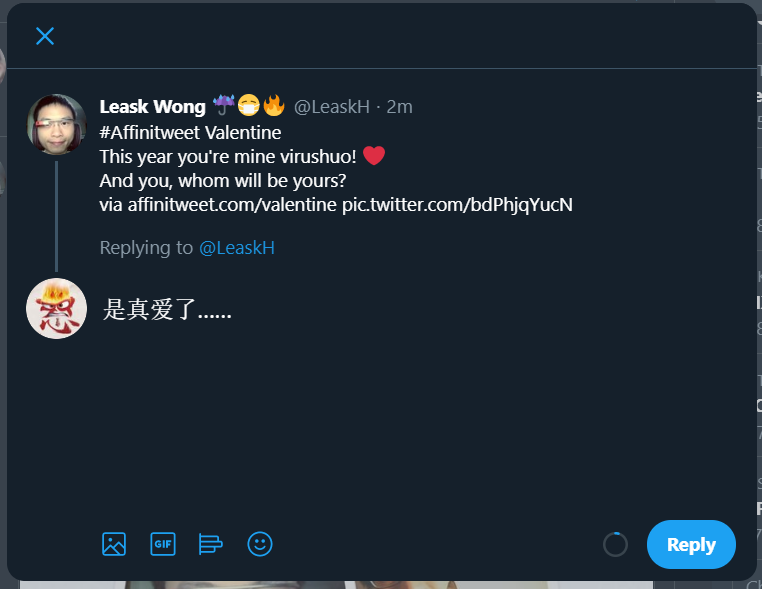 Leask Wong ☔😷🔥 @LeaskH · 2m
#Affinitweet Valentine
This year you're mine virushuo! ❤️
And you, whom will be yours?
via affinitweet.com/valentine pic.twitter.com/bdPhjqYucN
Replying to @LeaskH
是真爱了......
GIF
Reply